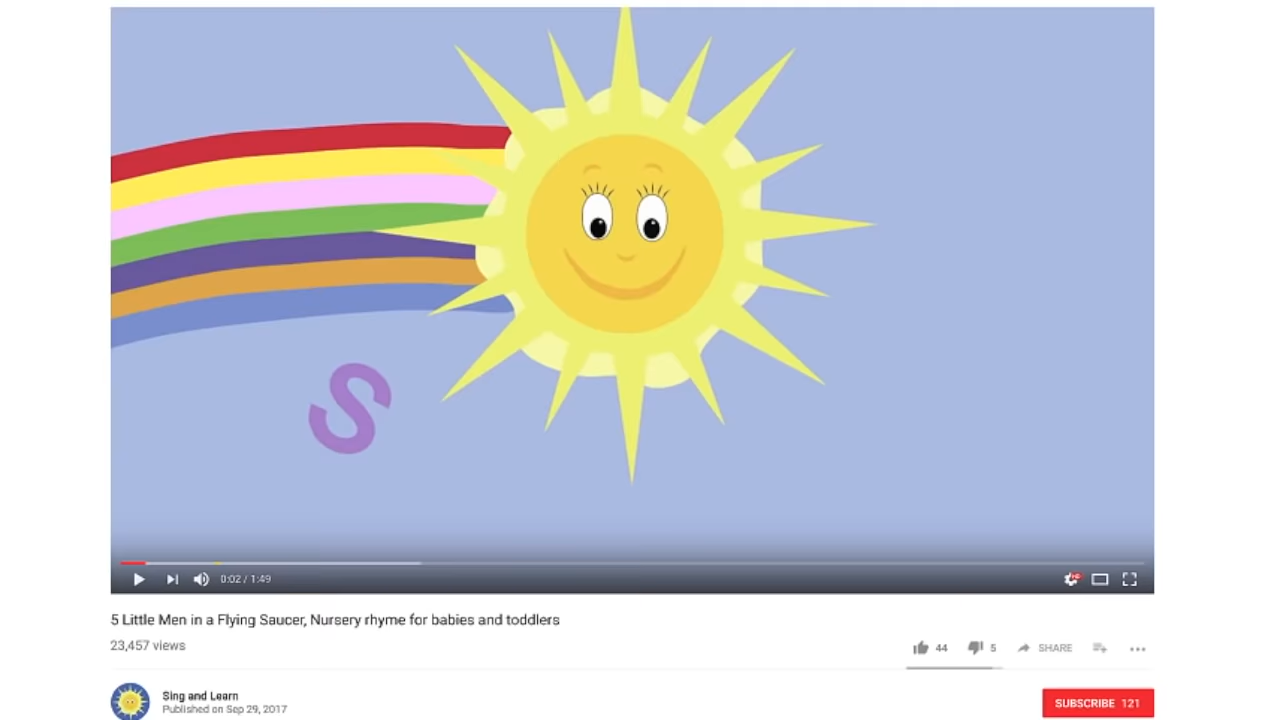 S
0:02 / 1:49
5 Little Men in a Flying Saucer, Nursery rhyme for babies and toddlers
23,457 views
44 5 SHARE
Sing and Learn
Published on Sep 29, 2017
SUBSCRIBE 121